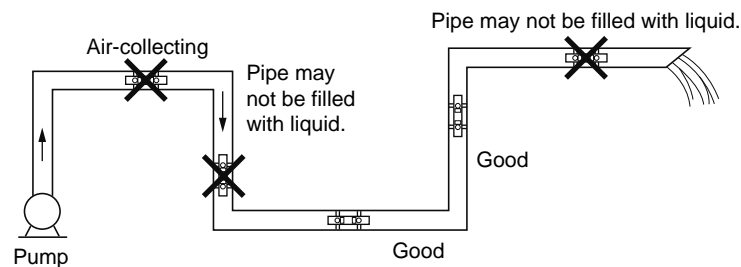 Pipe may not be filled with liquid.
Air-collecting
Pipe may
not be filled
with liquid.
Good
Good
Pump